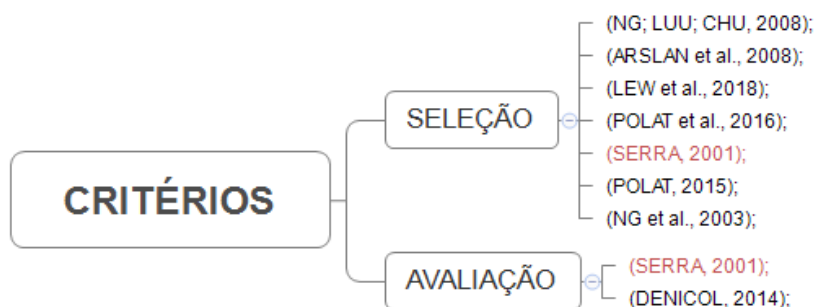 CRITÉRIOS
SELEÇÃO
(NG; LUU; CHU, 2008);
(ARSLAN et al., 2008);
(LEW et al., 2018);
(POLAT et al., 2016);
(SERRA, 2001);
(POLAT, 2015);
(NG et al., 2003);
AVALIAÇÃO
(SERRA, 2001);
(DENICOL, 2014);